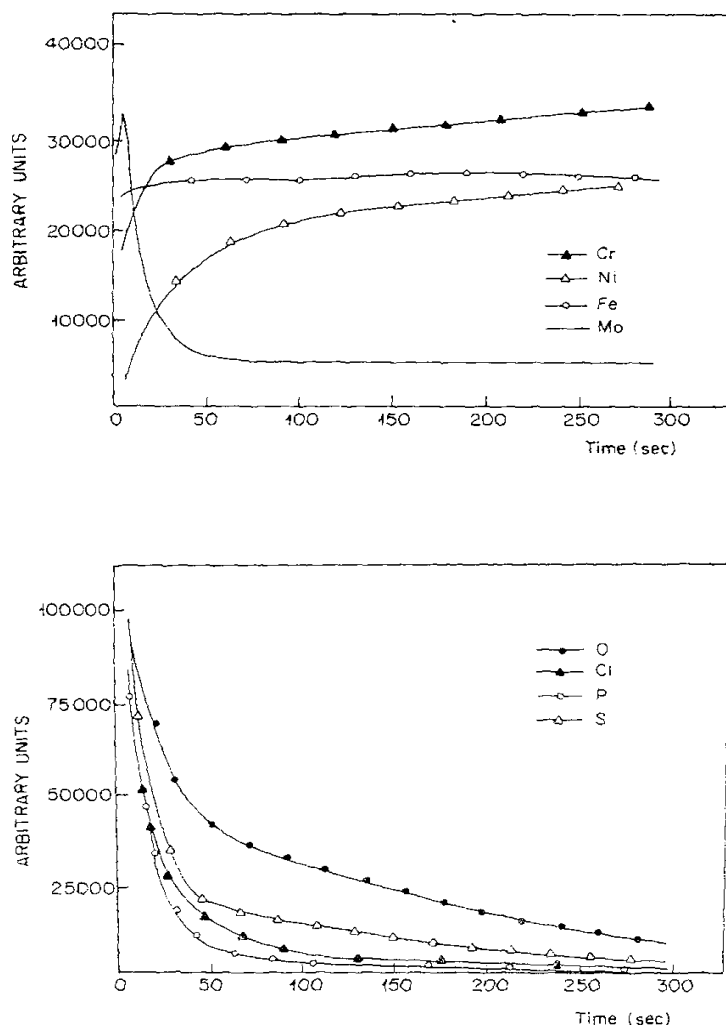 40000
30000
20000
10000
ARBITRARY UNITS
Cr
Ni
Fe
Mo
0 50 100 150 200 250 300
Time (sec)
100000
75000
50000
25000
ARBITRARY UNITS
O
Cl
P
S
0 50 100 150 200 250 300
Time (sec)